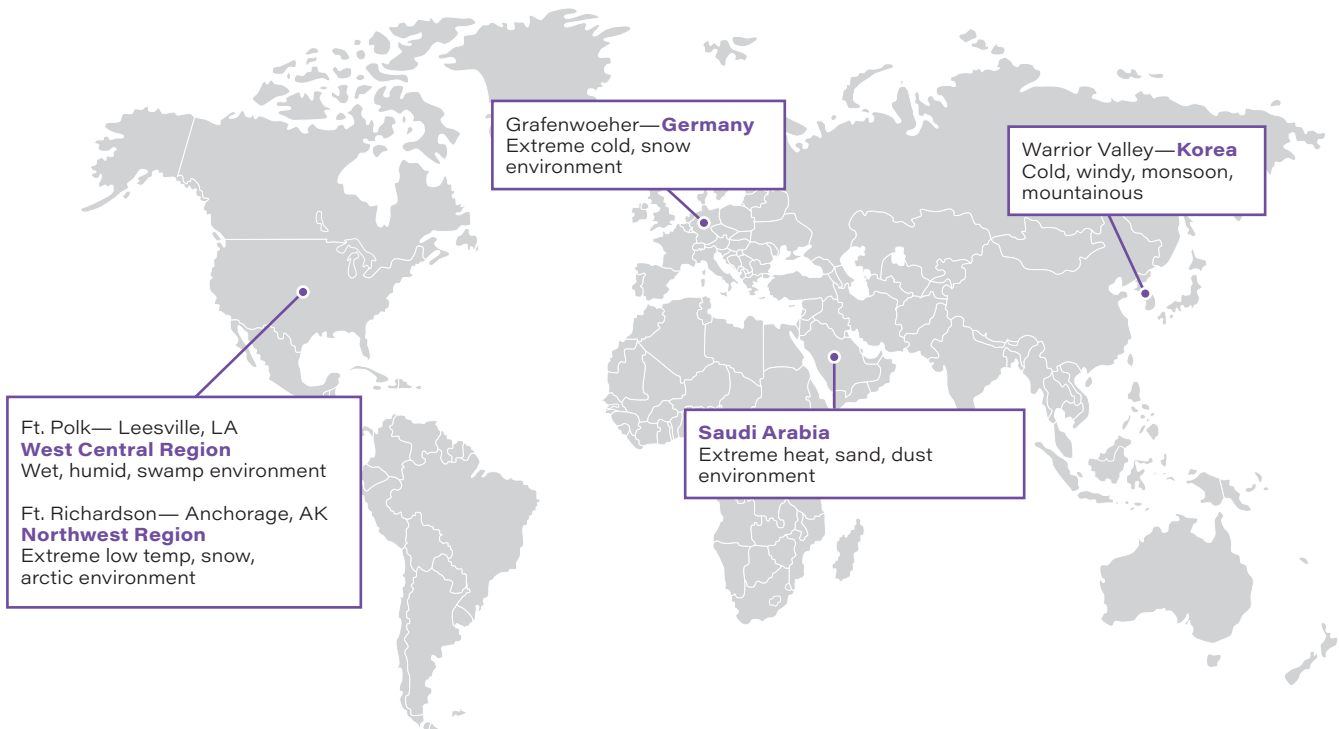 Grafenwoeher—Germany
Extreme cold, snow
environment
Warrior Valley—Korea
Cold, windy, monsoon,
mountainous
Ft. Polk— Leesville, LA
West Central Region
Wet, humid, swamp environment
Ft. Richardson— Anchorage, AK
Northwest Region
Extreme low temp, snow,
arctic environment
Saudi Arabia
Extreme heat, sand, dust
environment